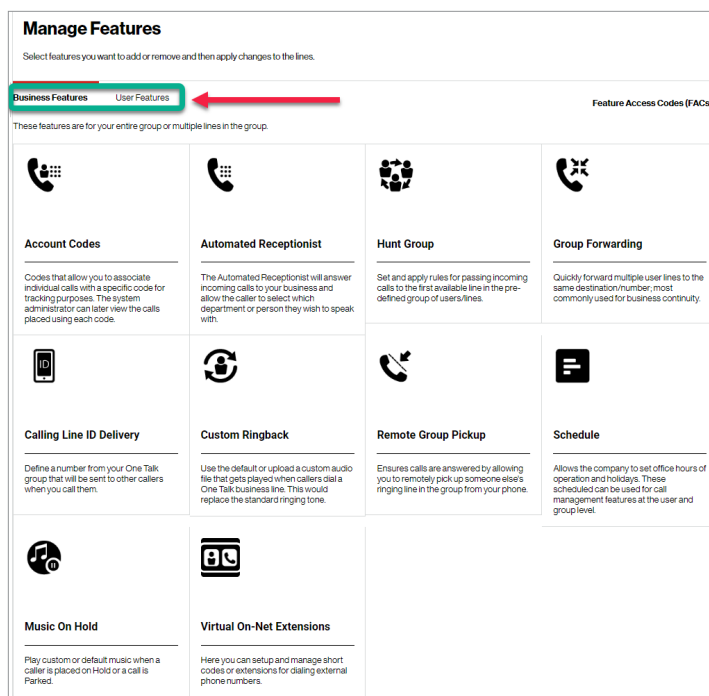 Manage Features
Select features you want to add or remove and then apply changes to the lines.
Business Features User Features
Feature Access Codes (FACs
These features are for your entire group or multiple lines in the group.
Account Codes
Codes that allow you to associate
individual calls with a specific code for
tracking purposes. The system
administrator can later view the calls
placed using each code.
Automated Receptionist
The Automated Receptionist will answer
incoming calls to your business and
allow the caller to select which
department or person they wish to speak
with.
Hunt Group
Set and apply rules for passing incoming
calls to the first available line in the pre-
defined group of users/lines.
Group Forwarding
Quickly forward multiple user lines to the
same destination/number; most
commonly used for business continuity.
ID
Calling Line ID Delivery
Define a number from your One Talk
group that will be sent to other callers
when you call them.
Custom Ringback
Use the default or upload a custom audio
file that gets played when callers dial a
One Talk business line. This would
replace the standard ringing tone.
Remote Group Pickup
Ensures calls are answered by allowing
you to remotely pick up someone else's
ringing line in the group from your phone.
Schedule
Allows the company to set office hours of
operation and holidays. These
scheduled can be used for call
management features at the user and
group level.
Music On Hold
Play custom or default music when a
caller is placed on Hold or a call is
Parked.
Virtual On-Net Extensions
Here you can setup and manage short
codes or extensions for dialing external
phone numbers.